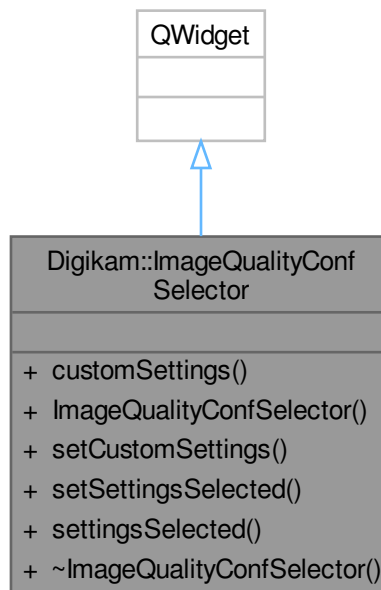 QWidget
Digikam::ImageQualityConf
Selector
+ customSettings()
+ ImageQualityConfSelector()
+ setCustomSettings()
+ setSettingsSelected()
+ settingsSelected()
+ ~ImageQualityConfSelector()